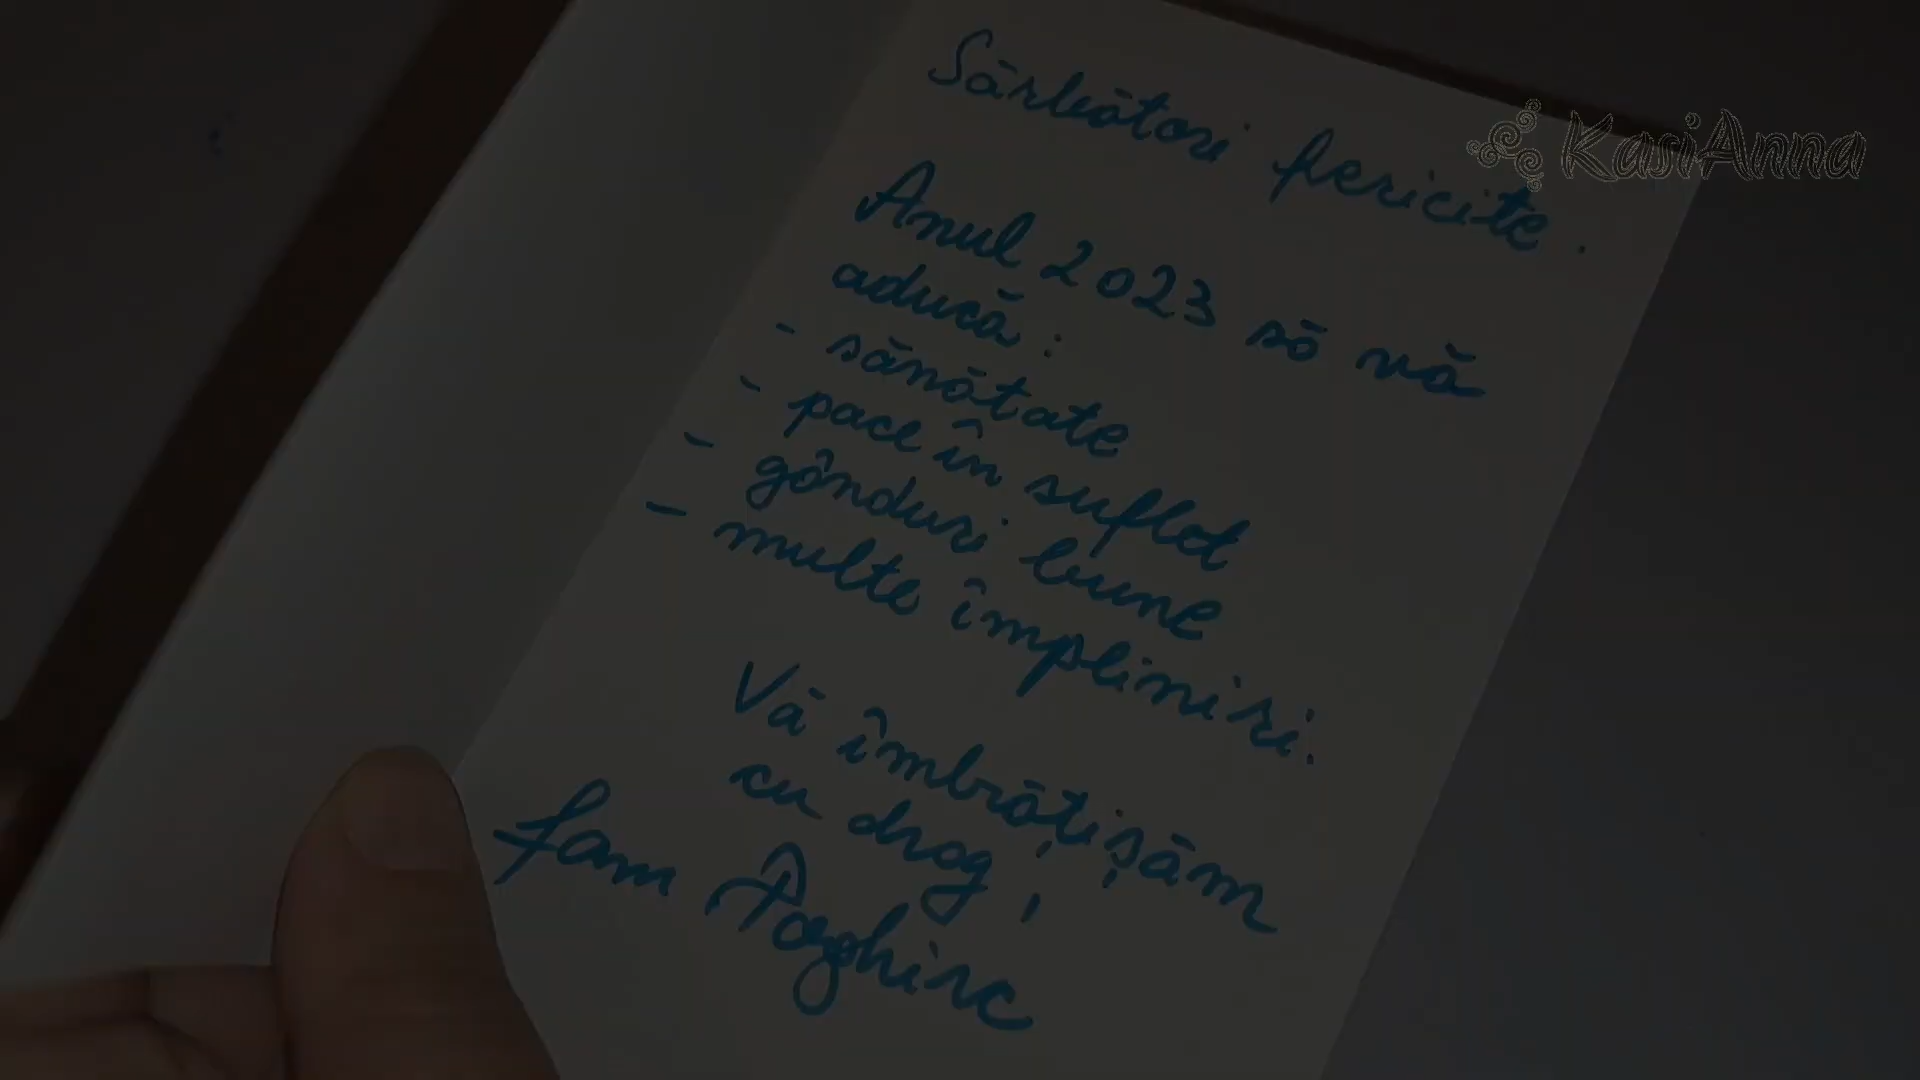 Sărbători fericite.
KasiAnna
Anul 2023 să vă
aducă:
- sănătate
- pace în suflet
- gânduri bune
- multe împliniri.
Vă îmbrățișăm
cu drag,
fam Pazghirc